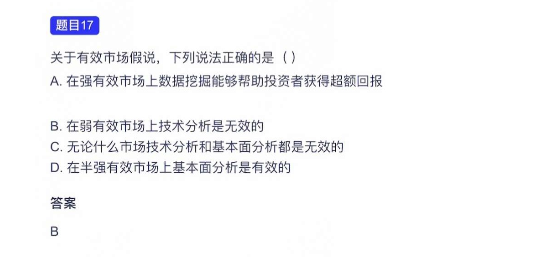 题目17
关于有效市场假说，下列说法正确的是（ ）
A. 在强有效市场上数据挖掘能够帮助投资者获得超额回报
B. 在弱有效市场上技术分析是无效的
C. 无论什么市场技术分析和基本面分析都是无效的
D. 在半强有效市场上基本面分析是有效的
答案
B